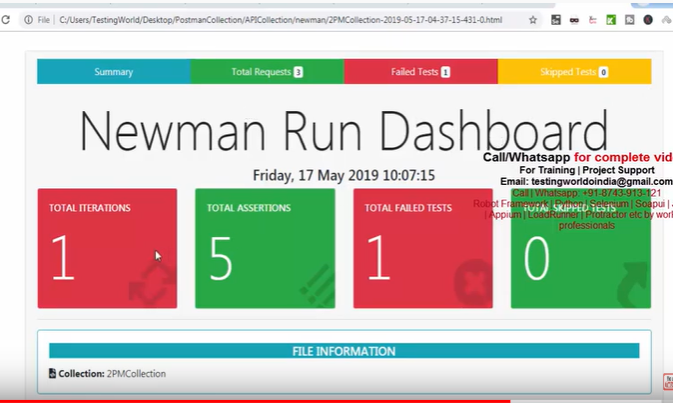 File | C:/Users/TestingWorld/Desktop/PostmanCollection/APICollection/newman/2PMCollection-2019-05-17-04-37-15-431-0.html
Summary
Total Requests 3
Failed Tests 1
Skipped Tests 0
Newman Run Dashboard
Call/Whatsapp for complete vid
For Training | Project Support
Friday, 17 May 2019 10:07:15
Email: testingworldoindia@gmail.com
Call | Whatsapp: +91-8743-913-121
Robot Framework | Python | Selenium | Soapui |
| Appium | LoadRunner | Protractor etc by
professionals
TOTAL ITERATIONS
1
TOTAL ASSERTIONS
5
TOTAL FAILED TESTS
1
TOTAL SKIPPED TESTS
0
FILE INFORMATION
Collection: 2PMCollection